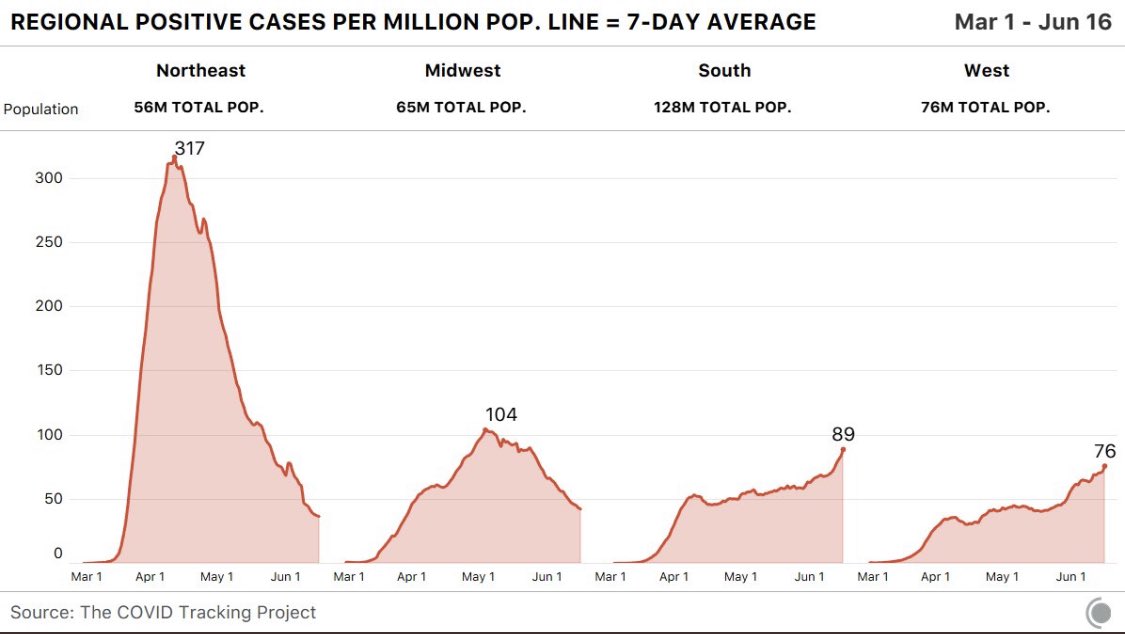 REGIONAL POSITIVE CASES PER MILLION POP. LINE = 7-DAY AVERAGE
Mar 1 - Jun 16
Northeast
Midwest
South
West
Population
56M TOTAL POP.
65M TOTAL POP.
128M TOTAL POP.
76M TOTAL POP.
317
104
89
76
300
250
200
150
100
50
0
Mar 1 Apr 1 May 1 Jun 1
Mar 1 Apr 1 May 1 Jun 1
Mar 1 Apr 1 May 1 Jun 1
Mar 1 Apr 1 May 1 Jun 1
Source: The COVID Tracking Project